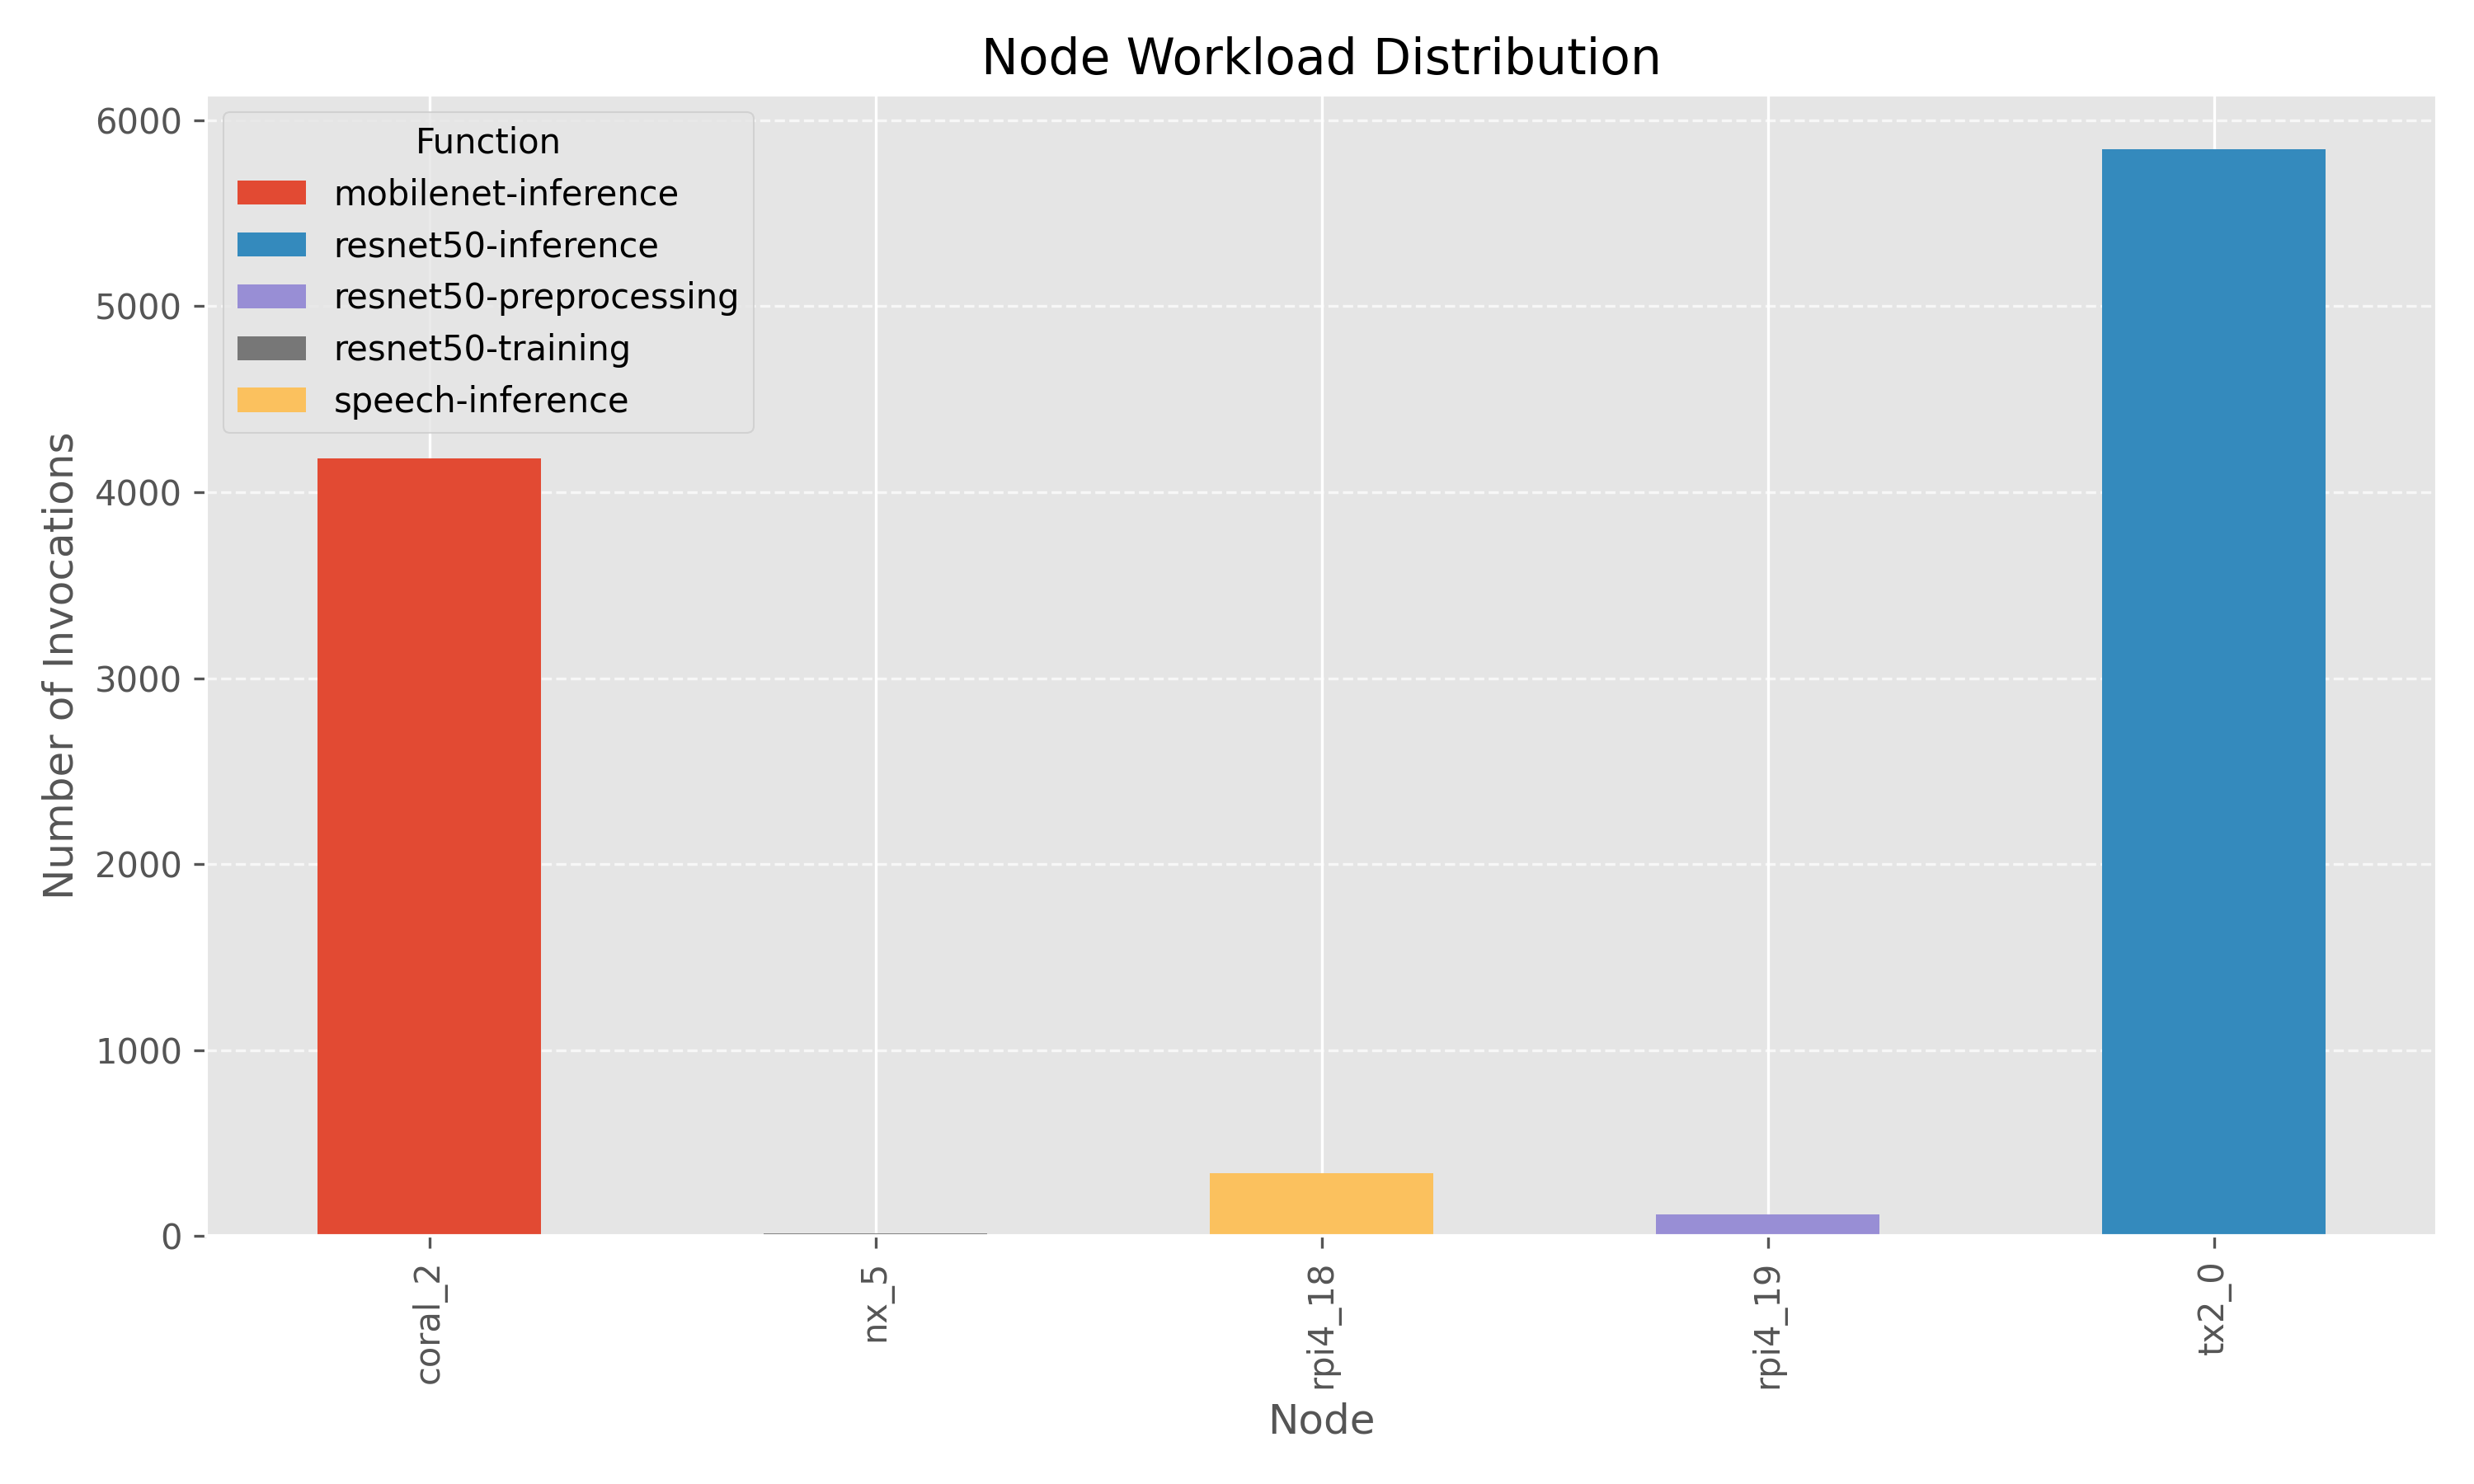 Node Workload Distribution
Function
mobilenet-inference
resnet50-inference
resnet50-preprocessing
resnet50-training
speech-inference
Number of Invocations
6000
5000
4000
3000
2000
1000
0
coral_2
nx_5
rpi4_18
rpi4_19
tx2_0
Node